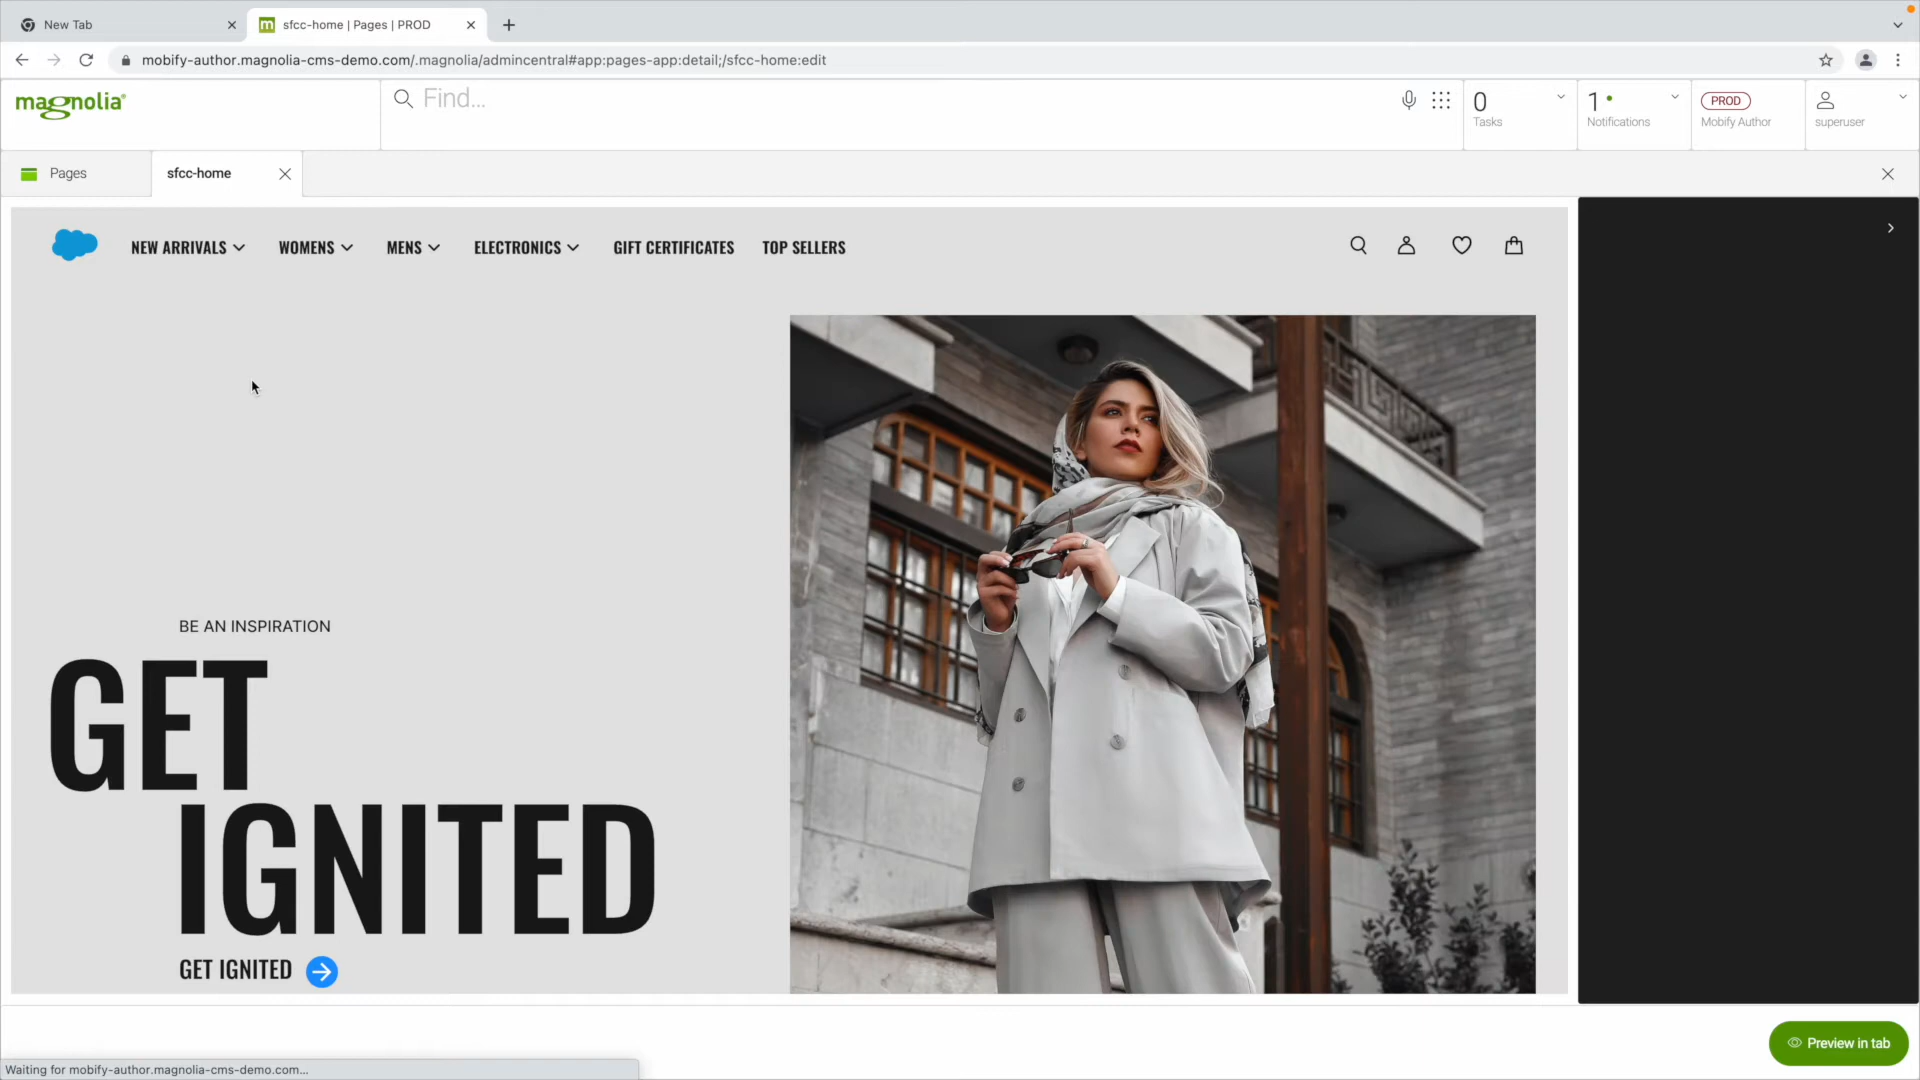 New Tab
sfcc-home | Pages | PROD
mobify-author.magnolia-cms-demo.com/.magnolia/admincentral#app:pages-app:detail;/sfcc-home:edit
magnolia®
Find...
0
Tasks
1
Notifications
PROD
Mobify Author
superuser
Pages
sfcc-home
NEW ARRIVALS
WOMENS
MENS
ELECTRONICS
GIFT CERTIFICATES
TOP SELLERS
BE AN INSPIRATION
GET
IGNITED
GET IGNITED
Preview in tab
Waiting for mobify-author.magnolia-cms-demo.com...